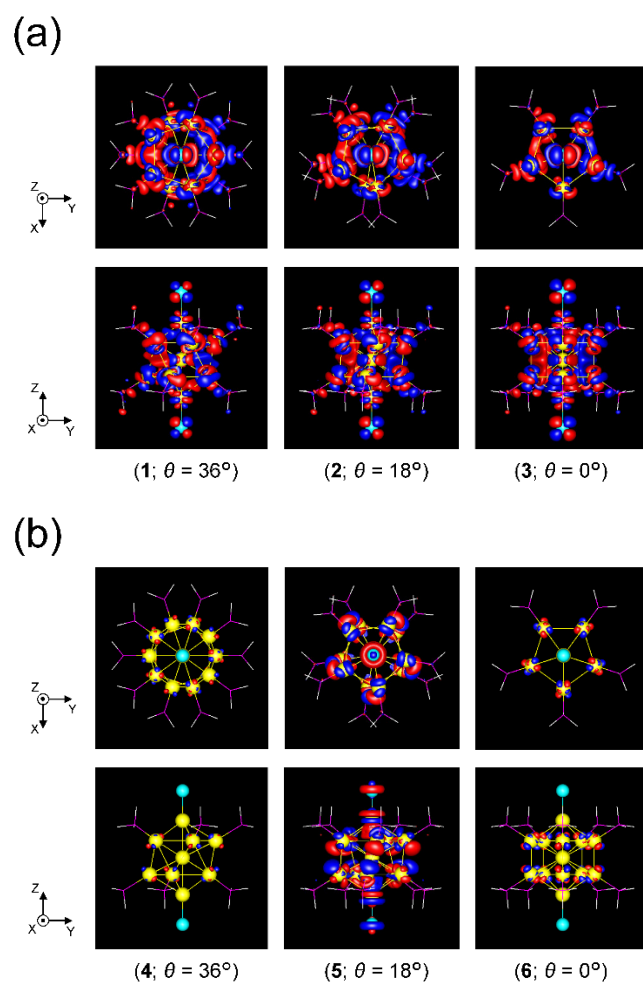 (a)
Z
Y
X
Z
Y
X
(1; θ = 36°) (2; θ = 18°) (3; θ = 0°)
(b)
Z
Y
X
Z
Y
X
(4; θ = 36°) (5; θ = 18°) (6; θ = 0°)